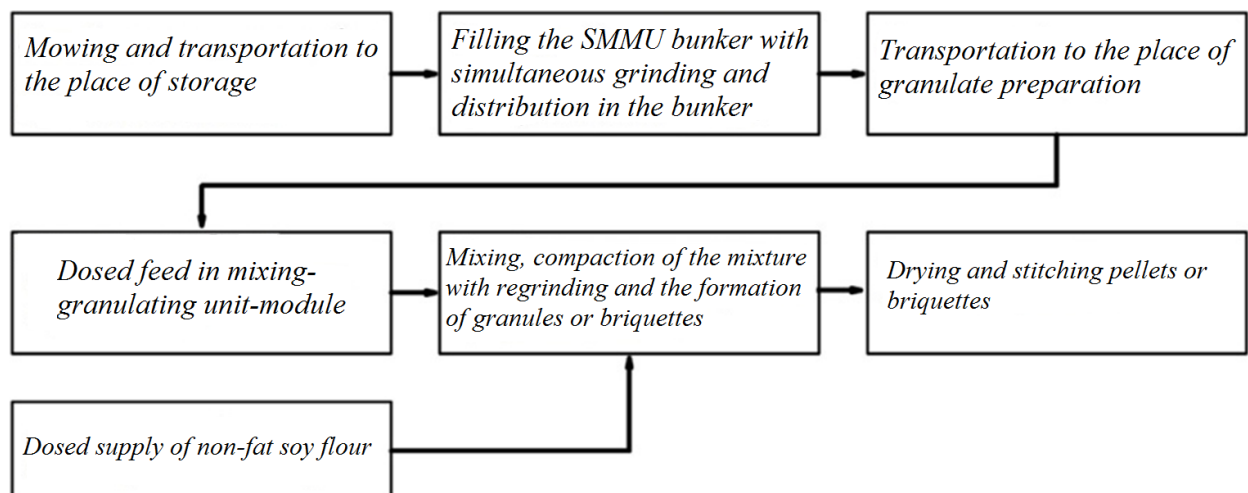 Mowing and transportation to
the place of storage
Filling the SMMU bunker with
simultaneous grinding and
distribution in the bunker
Transportation to the place of
granulate preparation
Dosed feed in mixing-
granulating unit-module
Mixing, compaction of the mixture
with regrinding and the formation
of granules or briquettes
Drying and stitching pellets or
briquettes
Dosed supply of non-fat soy flour